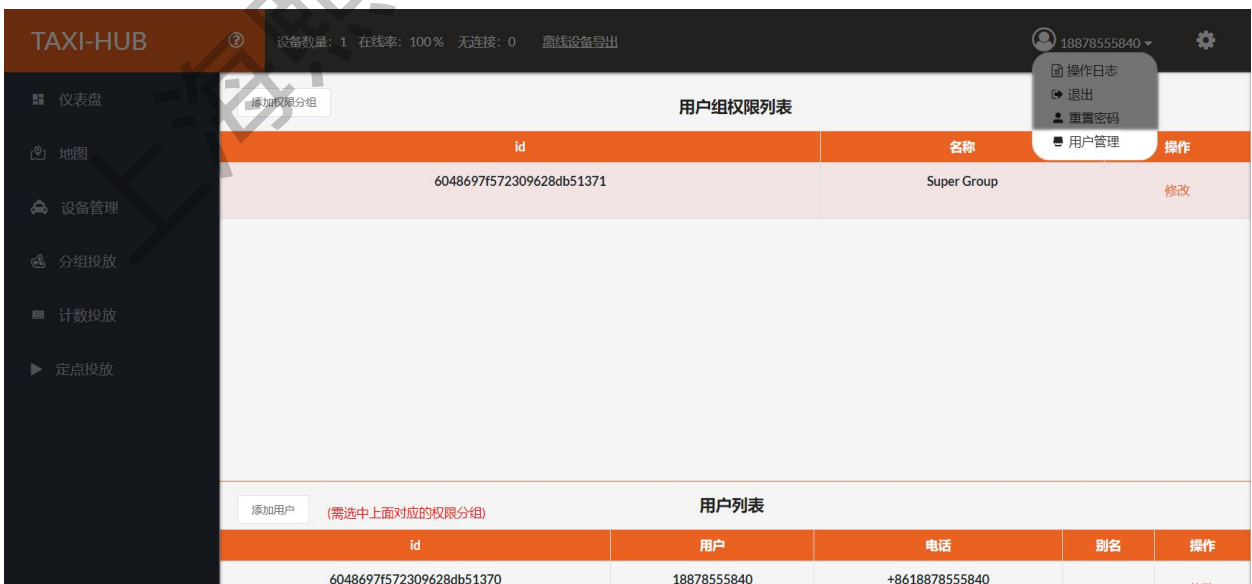 TAXI-HUB
设备数量: 1 在线率: 100% 无连接: 0 离线设备导出
18878555840
操作日志
退出
重置密码
用户管理
仪表盘
地图
设备管理
分组投放
计数投放
定点投放
添加权限分组
用户组权限列表
id 名称 操作
6048697f572309628db51371 Super Group 修改
添加用户 (需选中上面对应的权限分组) 用户列表
id 用户 电话 别名 操作
6048697f572309628db51370 18878555840 +8618878555840
上海熙